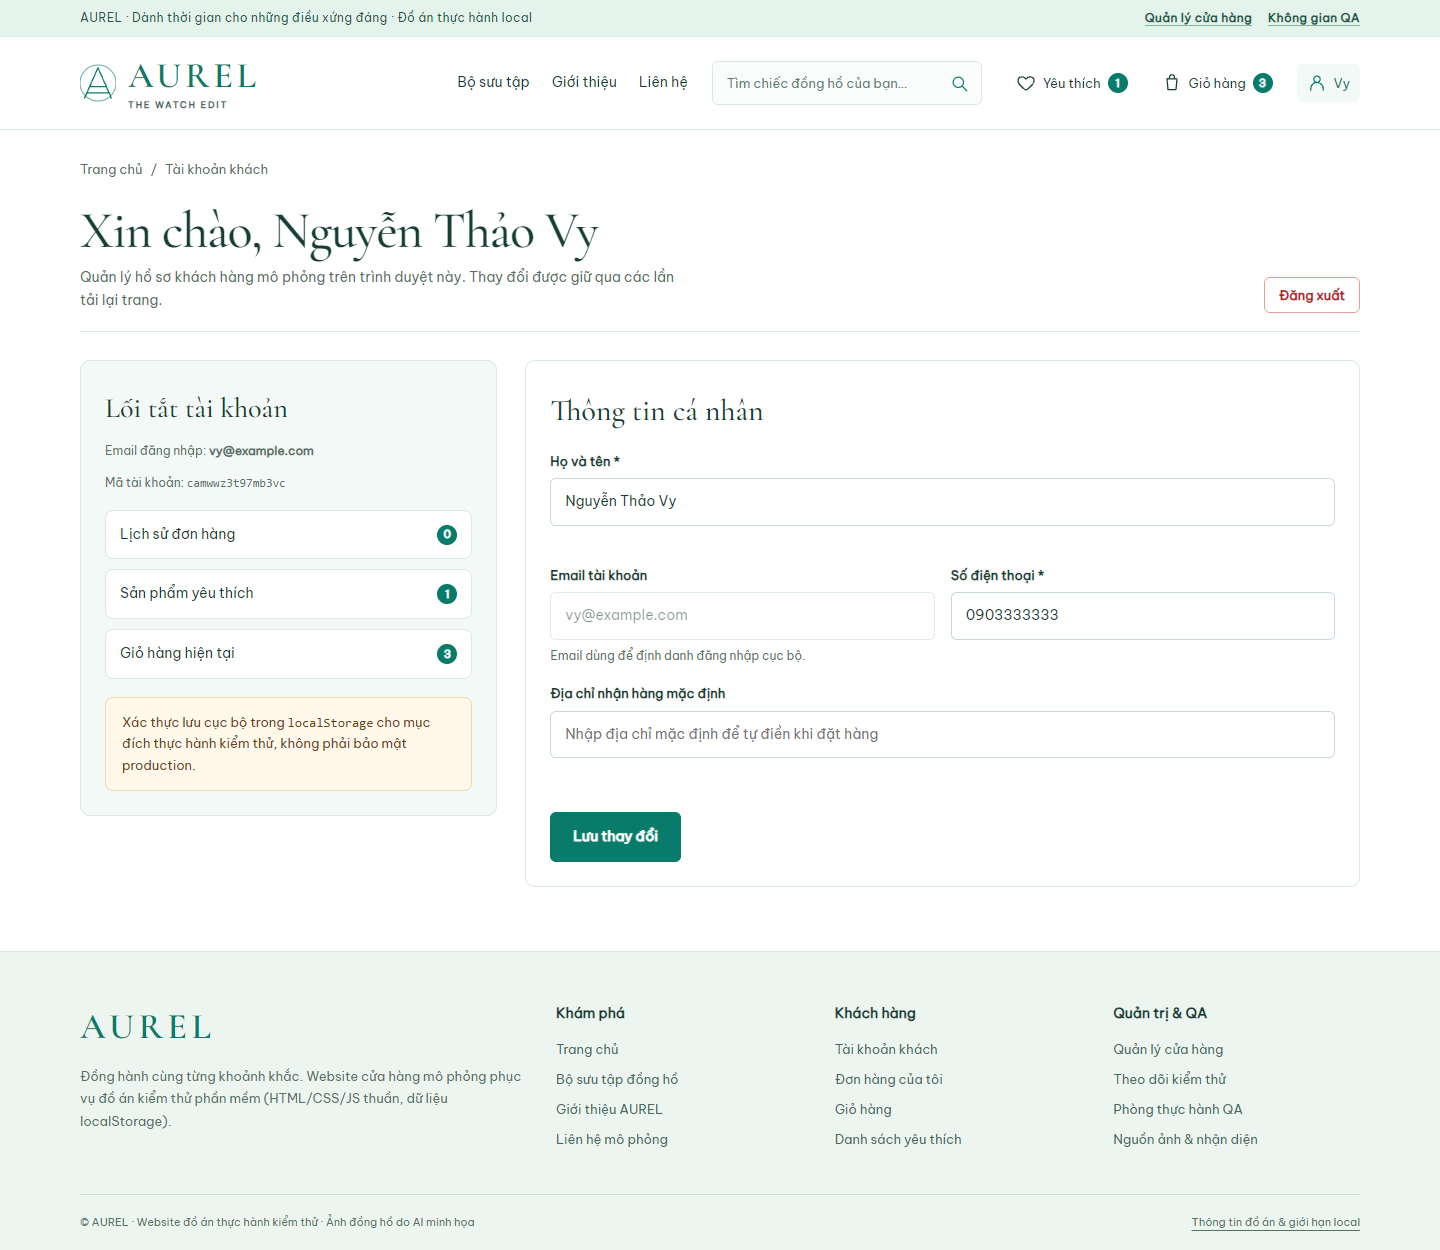 AUREL · Dành thời gian cho những điều xứng đáng · Đồ án thực hành local
Quản lý cửa hàng
Không gian QA
AUREL
THE WATCH EDIT
Bộ sưu tập
Giới thiệu
Liên hệ
Tìm chiếc đồng hồ của bạn...
Yêu thích 1
Giỏ hàng 3
Vy
Trang chủ / Tài khoản khách
Xin chào, Nguyễn Thảo Vy
Quản lý hồ sơ khách hàng mô phỏng trên trình duyệt này. Thay đổi được giữ qua các lần
tải lại trang.
Đăng xuất
Lối tắt tài khoản
Email đăng nhập: vy@example.com
Mã tài khoản: camwwz3t97mb3vc
Lịch sử đơn hàng 0
Sản phẩm yêu thích 1
Giỏ hàng hiện tại 3
Xác thực lưu cục bộ trong localStorage cho mục
đích thực hành kiểm thử, không phải bảo mật
production.
Thông tin cá nhân
Họ và tên *
Nguyễn Thảo Vy
Email tài khoản
vy@example.com
Email dùng để định danh đăng nhập cục bộ.
Số điện thoại *
0903333333
Địa chỉ nhận hàng mặc định
Nhập địa chỉ mặc định để tự điền khi đặt hàng
Lưu thay đổi
AUREL
Đồng hành cùng từng khoảnh khắc. Website cửa hàng mô phỏng phục
vụ đồ án kiểm thử phần mềm (HTML/CSS/JS thuần, dữ liệu
localStorage).
Khám phá
Trang chủ
Bộ sưu tập đồng hồ
Giới thiệu AUREL
Liên hệ mô phỏng
Khách hàng
Tài khoản khách
Đơn hàng của tôi
Giỏ hàng
Danh sách yêu thích
Quản trị & QA
Quản lý cửa hàng
Theo dõi kiểm thử
Phòng thực hành QA
Nguồn ảnh & nhận diện
© AUREL · Website đồ án thực hành kiểm thử · Ảnh đồng hồ do AI minh họa
Thông tin đồ án & giới hạn local